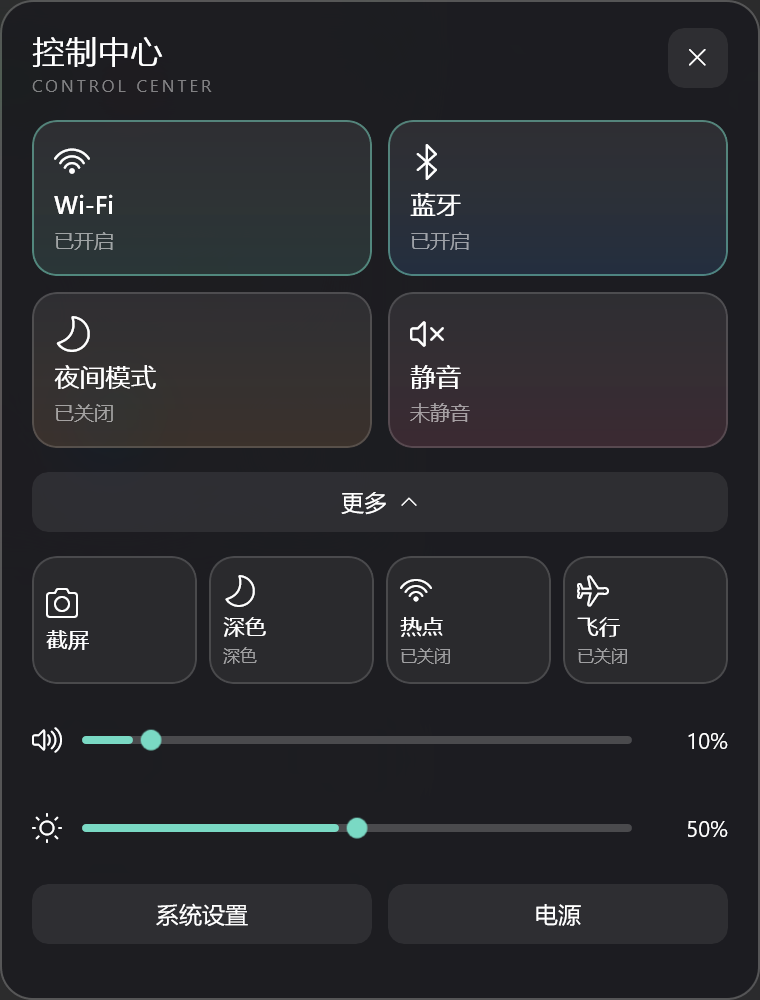 控制中心
CONTROL CENTER
Wi-Fi
已开启
蓝牙
已开启
夜间模式
已关闭
静音
未静音
更多
截屏
深色
深色
热点
已关闭
飞行
已关闭
10%
50%
系统设置
电源